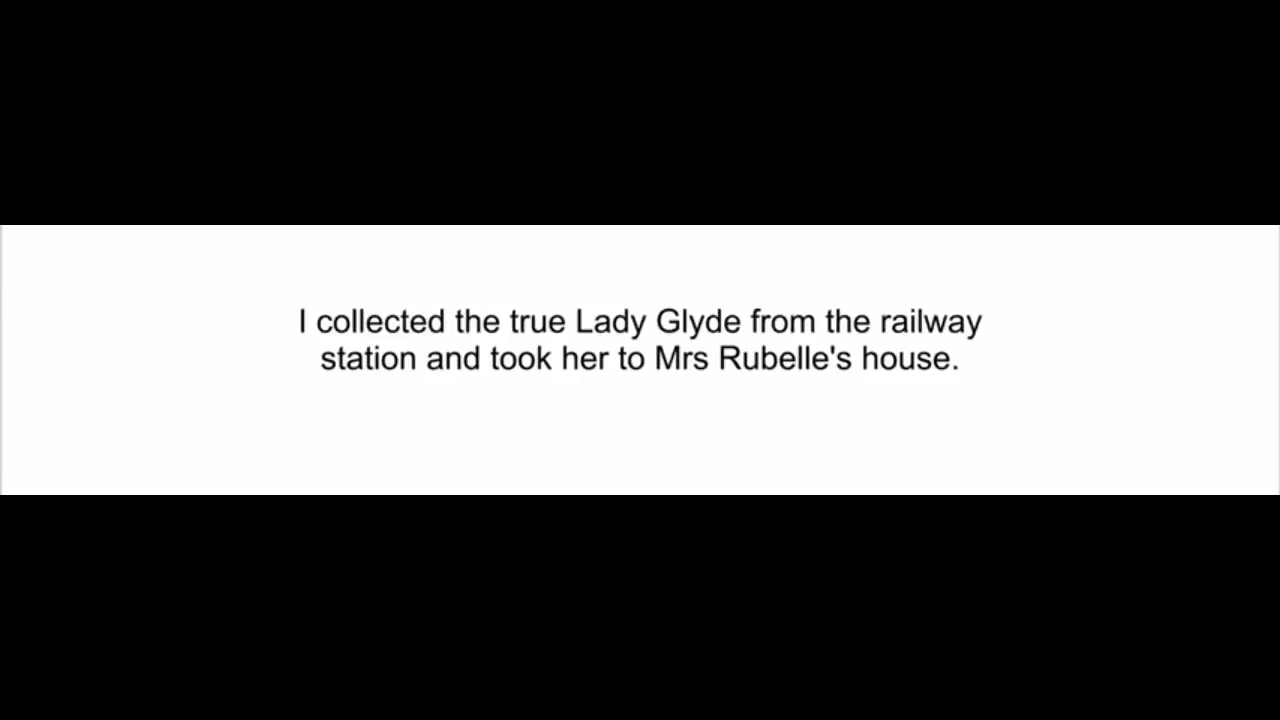 I collected the true Lady Glyde from the railway
station and took her to Mrs Rubelle's house.